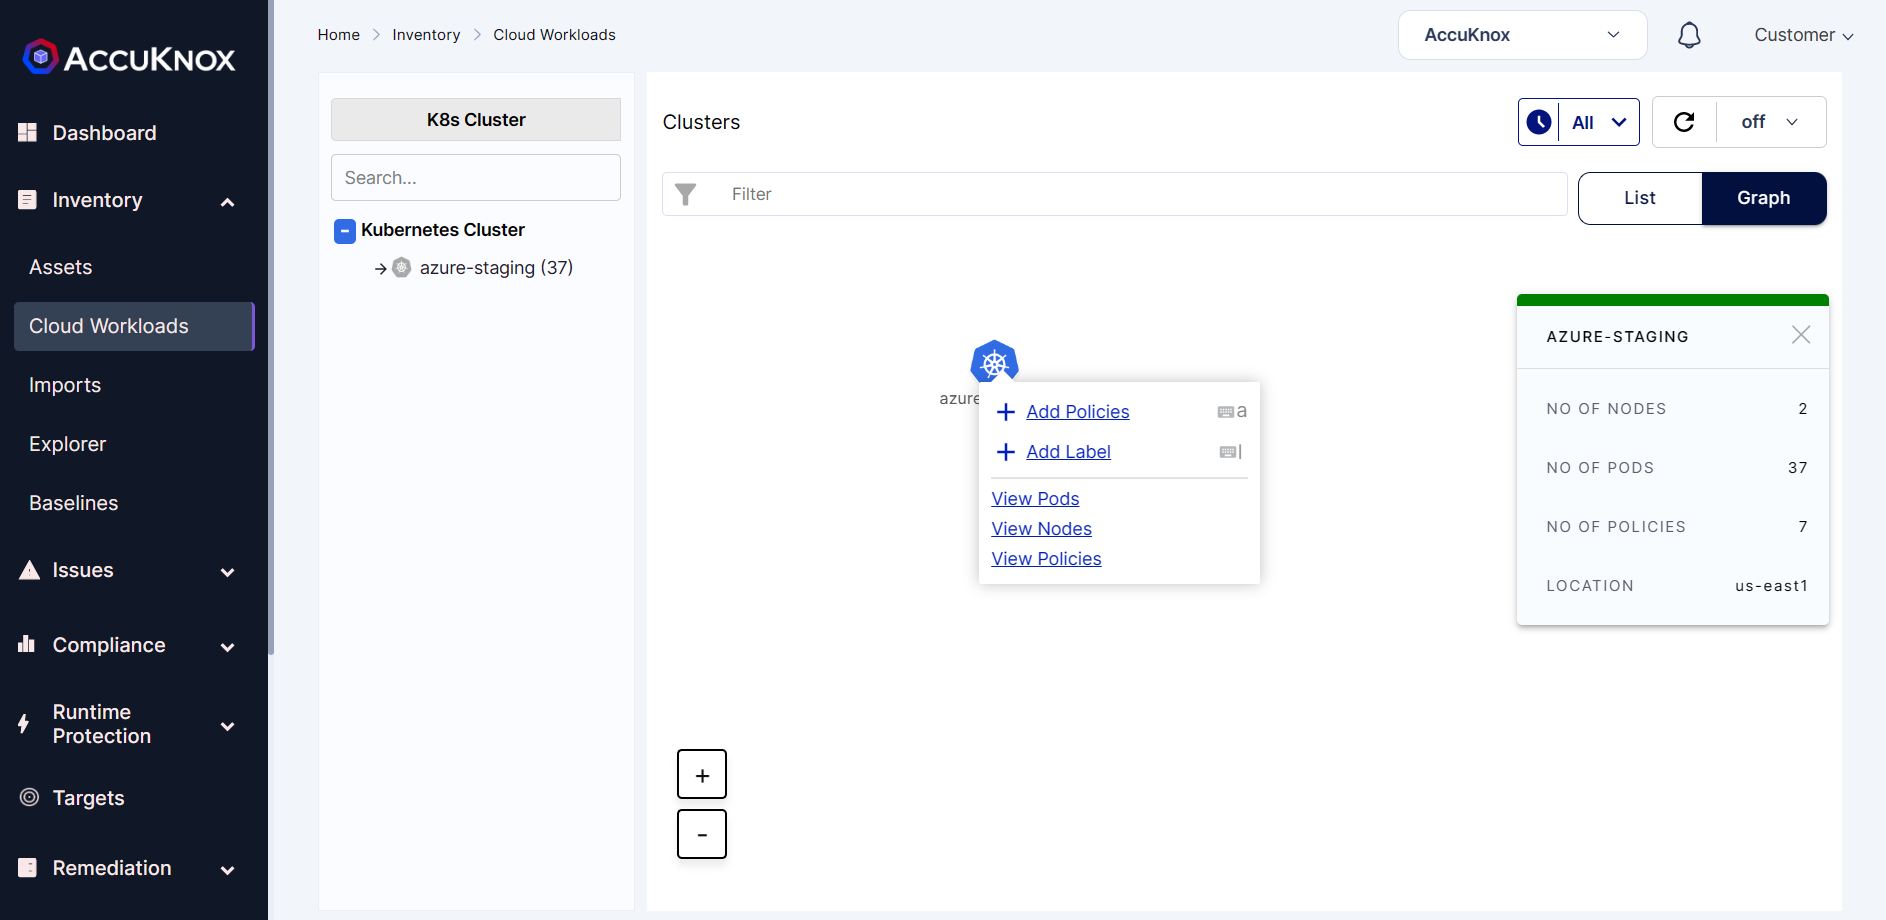 AccuKnox
Dashboard
Inventory
Assets
Cloud Workloads
Imports
Explorer
Baselines
Issues
Compliance
Runtime
Protection
Targets
Remediation
Home > Inventory > Cloud Workloads
AccuKnox
Customer
K8s Cluster
Search...
Kubernetes Cluster
azure-staging (37)
Clusters
All
off
Filter
List
Graph
azure
Add Policies a
Add Label l
View Pods
View Nodes
View Policies
AZURE-STAGING
NO OF NODES 2
NO OF PODS 37
NO OF POLICIES 7
LOCATION us-east1
+
-